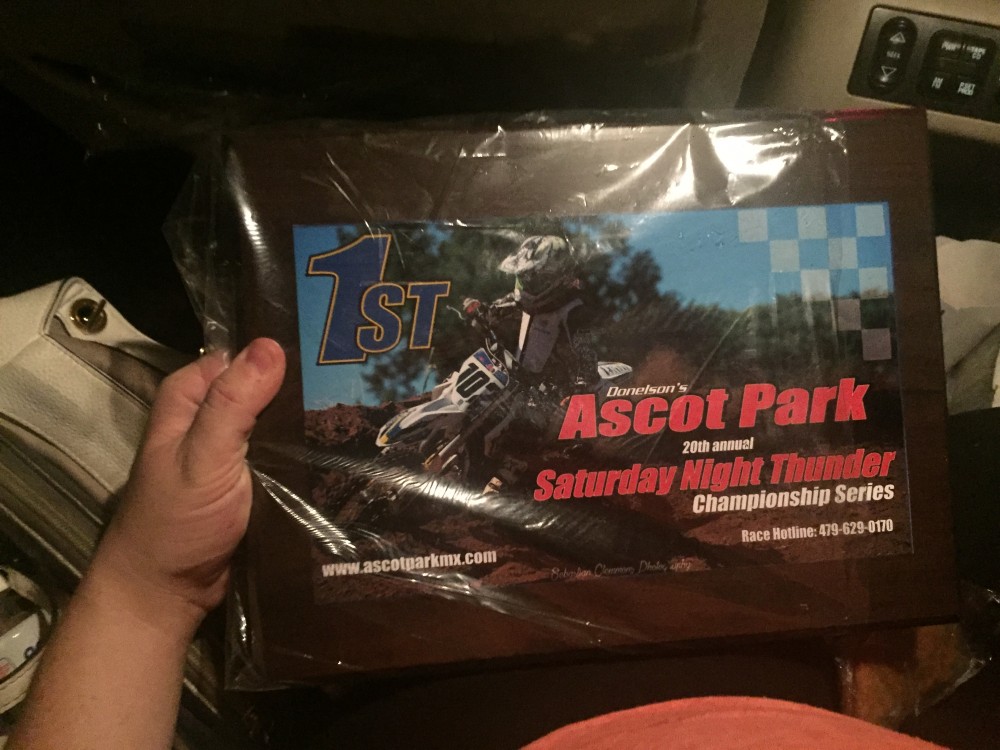 1ST
10
Donelson's
Ascot Park
20th annual
Saturday Night Thunder
Championship Series
Race Hotline: 479-629-0170
www.ascotparkmx.com